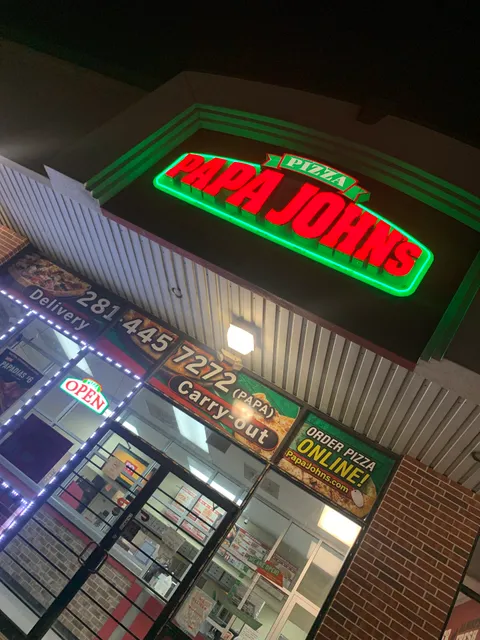 PIZZA
PAPA JOHNS
Delivery 281 445 7272 (PAPA)
Carry-out
ORDER PIZZA
ONLINE!
PapaJohns.com
OPEN